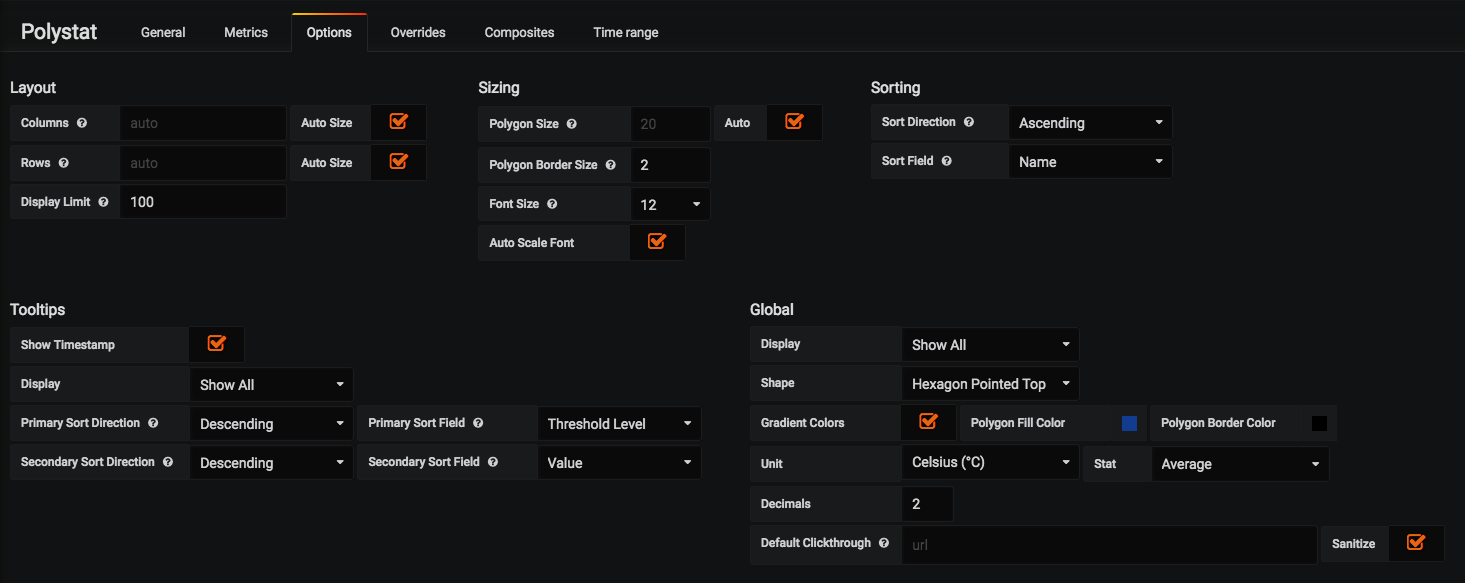 Polystat General Metrics Options Overrides Composites Time range
Layout
Columns auto Auto Size
Rows auto Auto Size
Display Limit 100
Sizing
Polygon Size 20 Auto
Polygon Border Size 2
Font Size 12
Auto Scale Font
Sorting
Sort Direction Ascending
Sort Field Name
Tooltips
Show Timestamp
Display Show All
Primary Sort Direction Descending Primary Sort Field Threshold Level
Secondary Sort Direction Descending Secondary Sort Field Value
Global
Display Show All
Shape Hexagon Pointed Top
Gradient Colors Polygon Fill Color Polygon Border Color
Unit Celsius (°C) Stat Average
Decimals 2
Default Clickthrough url Sanitize